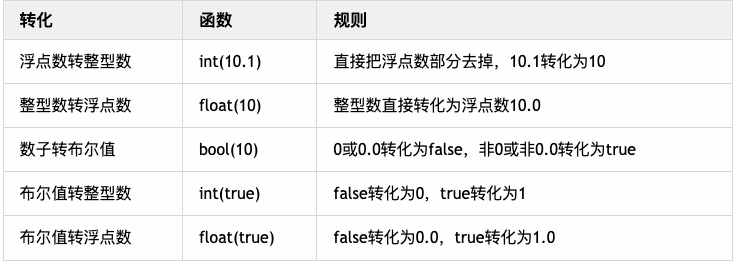 转化 函数 规则
浮点数转整型数 int(10.1) 直接把浮点数部分去掉，10.1转化为10
整型数转浮点数 float(10) 整型数直接转化为浮点数10.0
数子转布尔值 bool(10) 0或0.0转化为false，非0或非0.0转化为true
布尔值转整型数 int(true) false转化为0，true转化为1
布尔值转浮点数 float(true) false转化为0.0，true转化为1.0